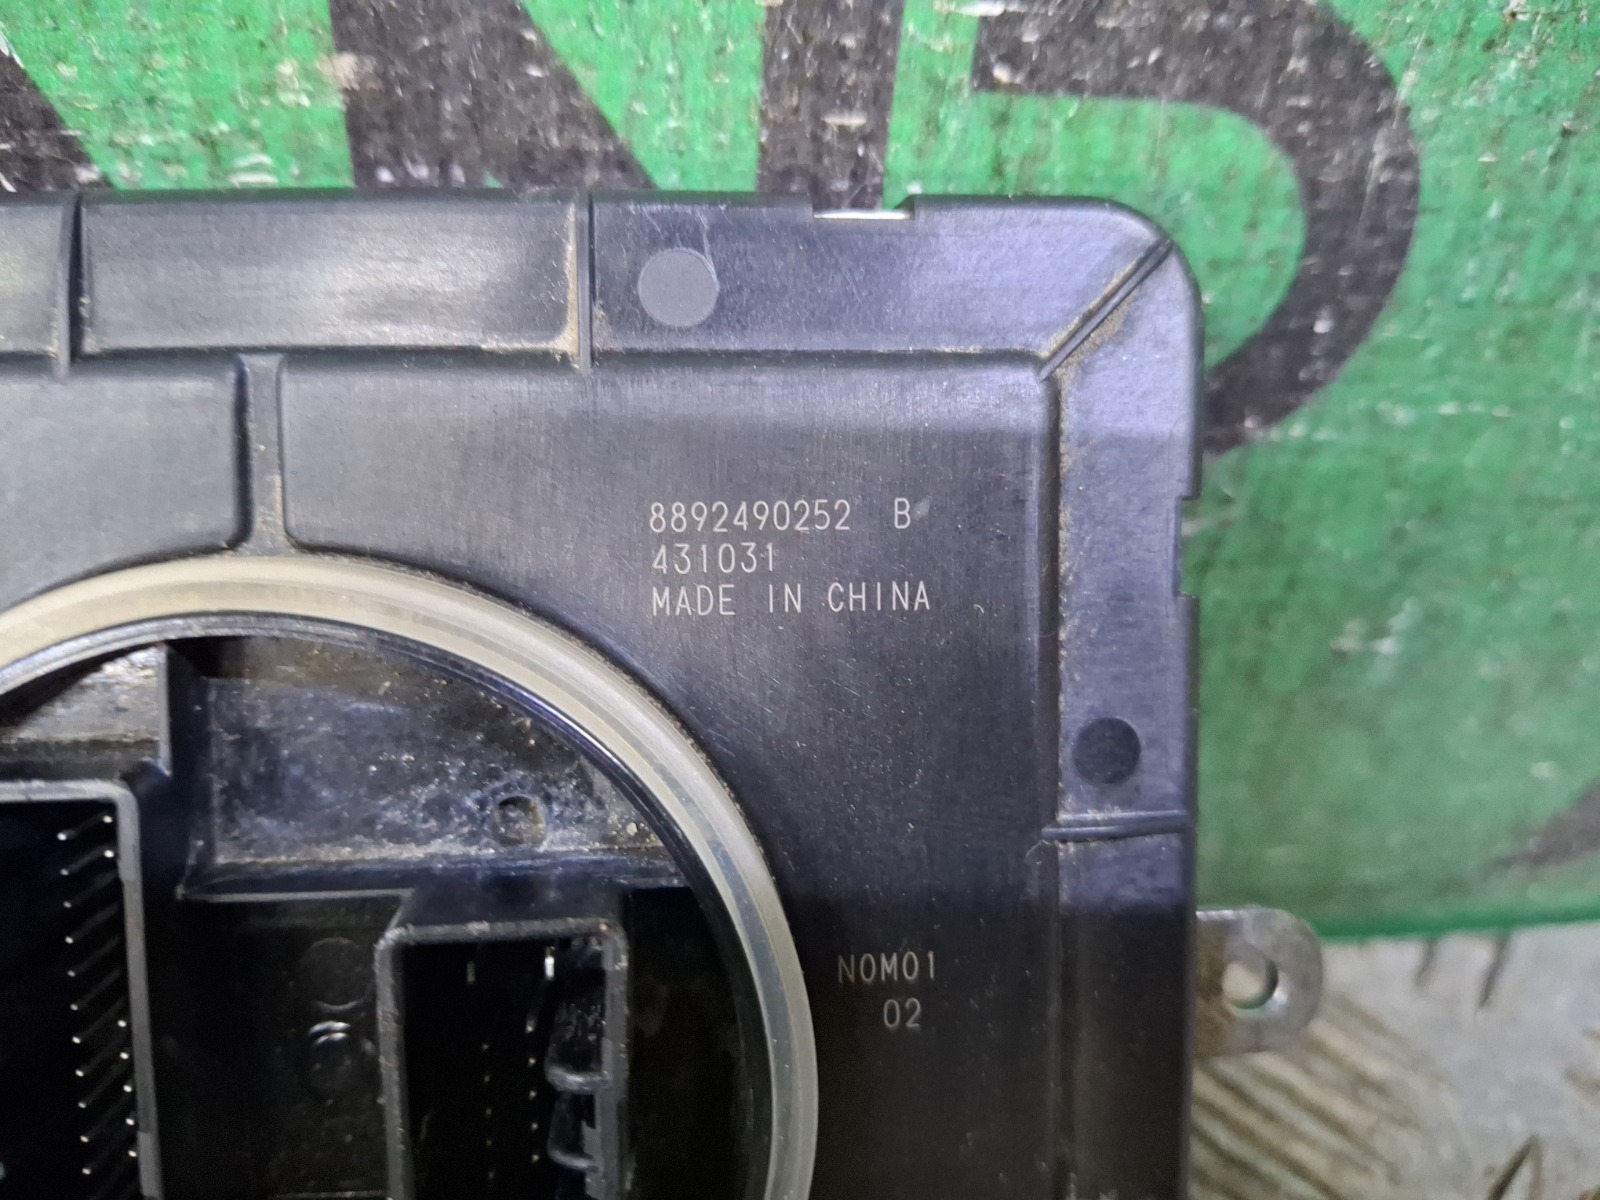 8892490252 B
431031
MADE IN CHINA
N0M01
02